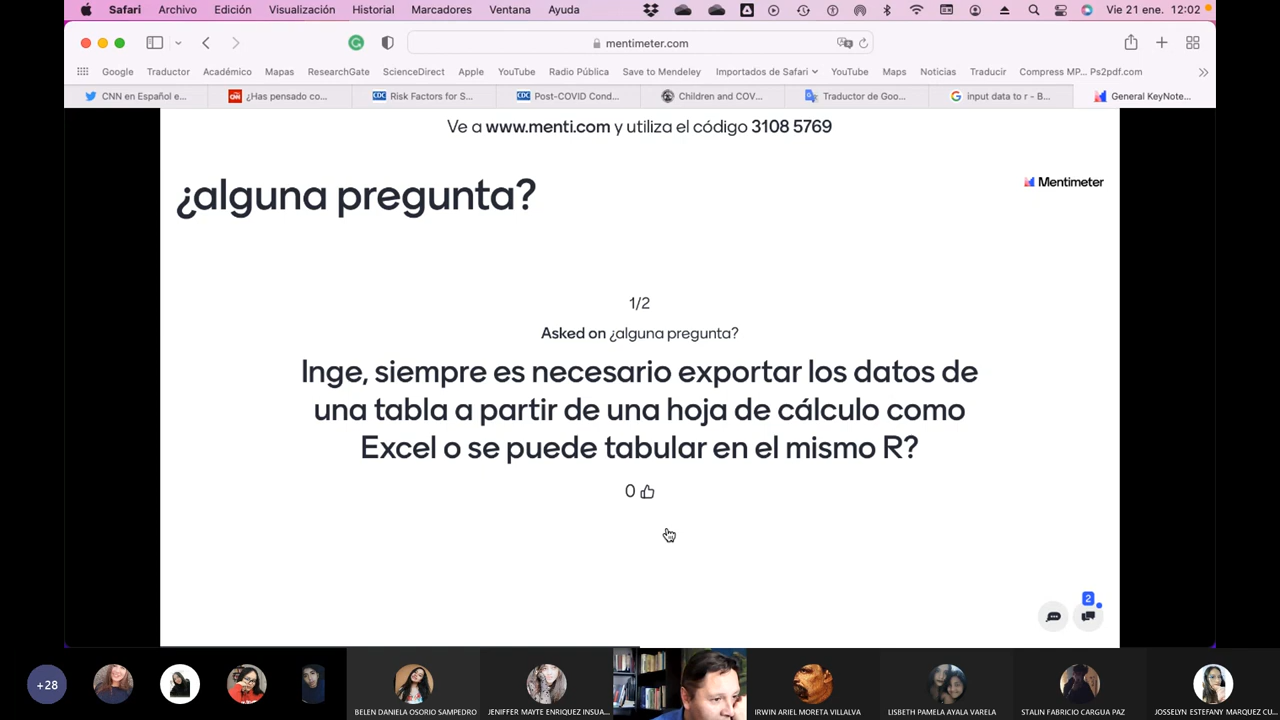 Safari Archivo Edición Visualización Historial Marcadores Ventana Ayuda Vie 21 ene. 12:02
mentimeter.com
Google Traductor Académico Mapas ResearchGate ScienceDirect Apple YouTube Radio Pública Save to Mendeley Importados de Safari YouTube Maps Noticias Traducir Compress MP... Ps2pdf.com
CNN en Español e... ¿Has pensado co... Risk Factors for S... Post-COVID Cond... Children and COV... Traductor de Goo... input data to r - B... General KeyNote...
Ve a www.menti.com y utiliza el código 3108 5769
¿alguna pregunta?
Mentimeter
1/2
Asked on ¿alguna pregunta?
Inge, siempre es necesario exportar los datos de
una tabla a partir de una hoja de cálculo como
Excel o se puede tabular en el mismo R?
0
2
+28
BELEN DANIELA OSORIO SAMPEDRO JENIFFER MAYTE ENRIQUEZ INSUA... IRWIN ARIEL MORETA VILLALVA LISBETH PAMELA AYALA VARELA STALIN FABRICIO CARGUA PAZ JOSSELYN ESTEFANY MARQUEZ CU...